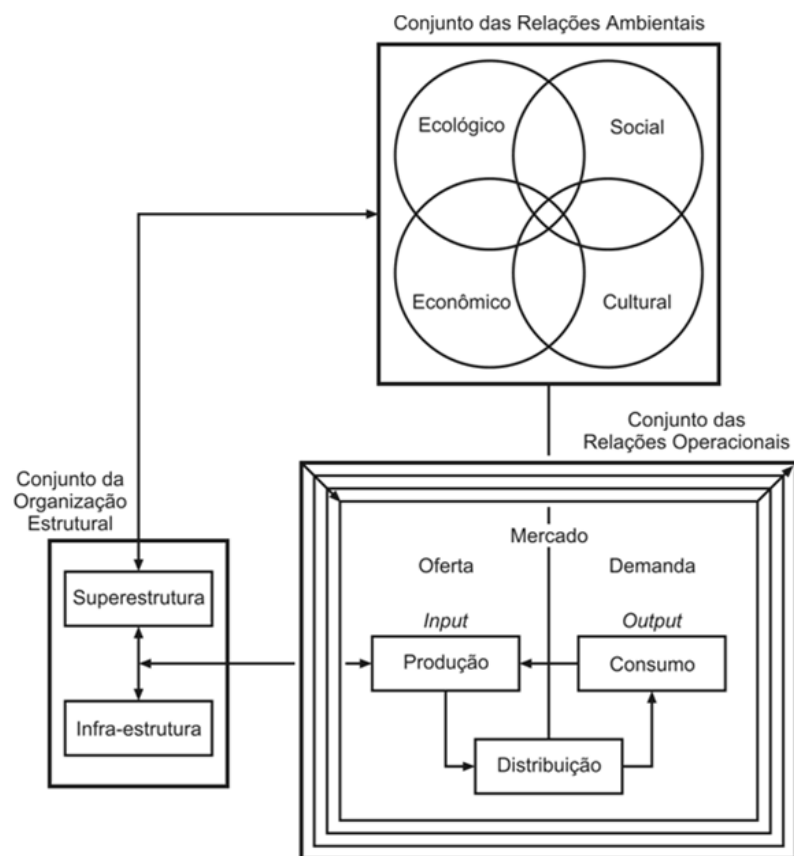 Conjunto das Relações Ambientais
Ecológico
Social
Econômico
Cultural
Conjunto das
Relações Operacionais
Conjunto da
Organização
Estrutural
Superestrutura
Infra-estrutura
Mercado
Oferta
Demanda
Input
Output
Produção
Consumo
Distribuição